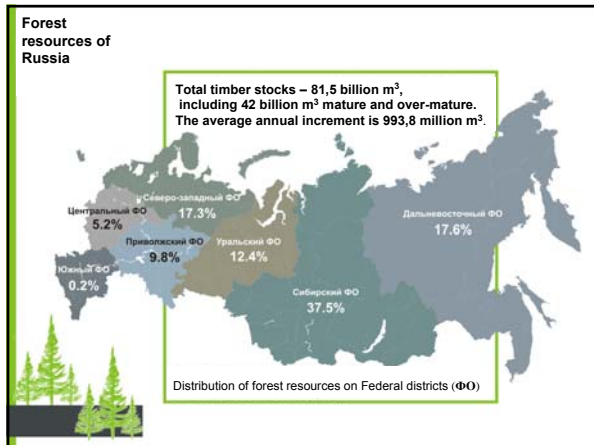 Forest
resources of
Russia
Total timber stocks – 81,5 billion m³,
including 42 billion m³ mature and over-mature.
The average annual increment is 993,8 million m³.
Северо-западный ФО
17.3%
Центральный ФО
5.2%
Приволжский ФО
9.8%
Южный ФО
0.2%
Уральский ФО
12.4%
Сибирский ФО
37.5%
Дальневосточный ФО
17.6%
Distribution of forest resources on Federal districts (ФО)